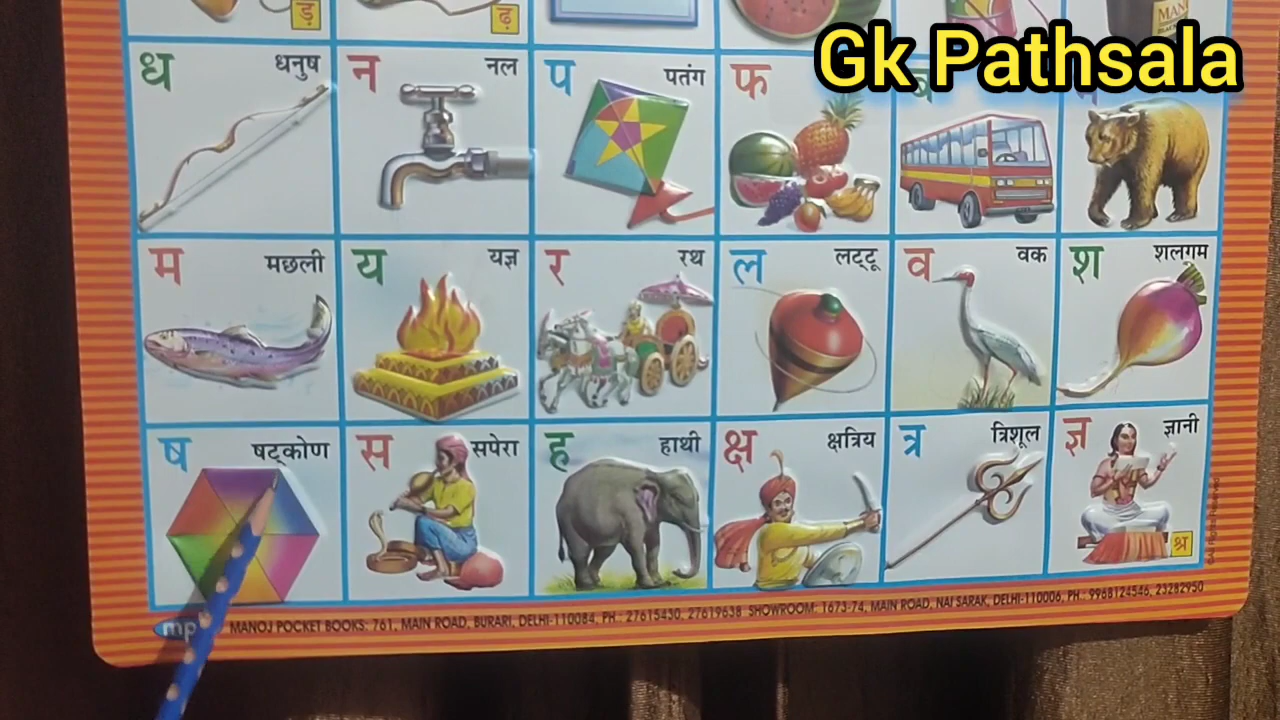 ड़ ढ़ MAN
Gk Pathsala
ध धनुष न नल प पतंग फ ब
म मछली य यज्ञ र रथ ल लट्टू व वक श शलगम
ष षट्कोण स सपेरा ह हाथी क्ष क्षत्रिय त्र त्रिशूल ज्ञ ज्ञानी
श्र
mp MANOJ POCKET BOOKS: 761, MAIN ROAD, BURARI, DELHI-110084, PH : 27615430, 27619638 SHOWROOM: 1673-74, MAIN ROAD, NAI SARAK, DELHI-110006, PH : 9968124546, 23282950